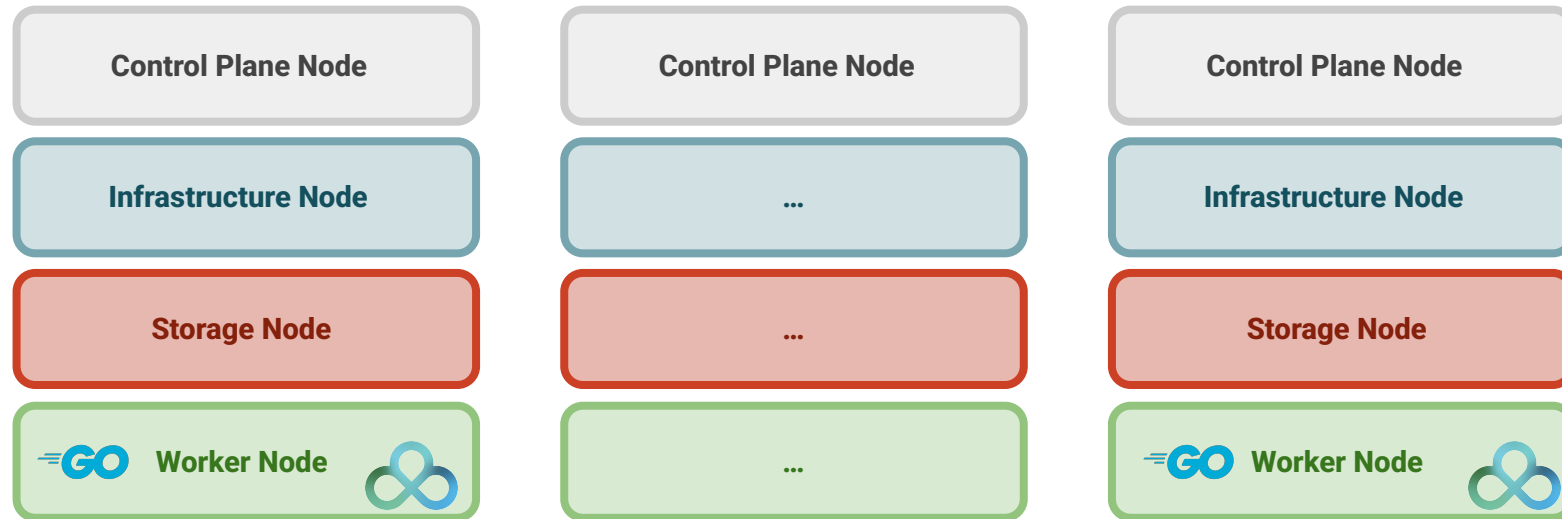 Control Plane Node
Control Plane Node
Control Plane Node
Infrastructure Node
...
Infrastructure Node
Storage Node
...
Storage Node
GO Worker Node
...
GO Worker Node